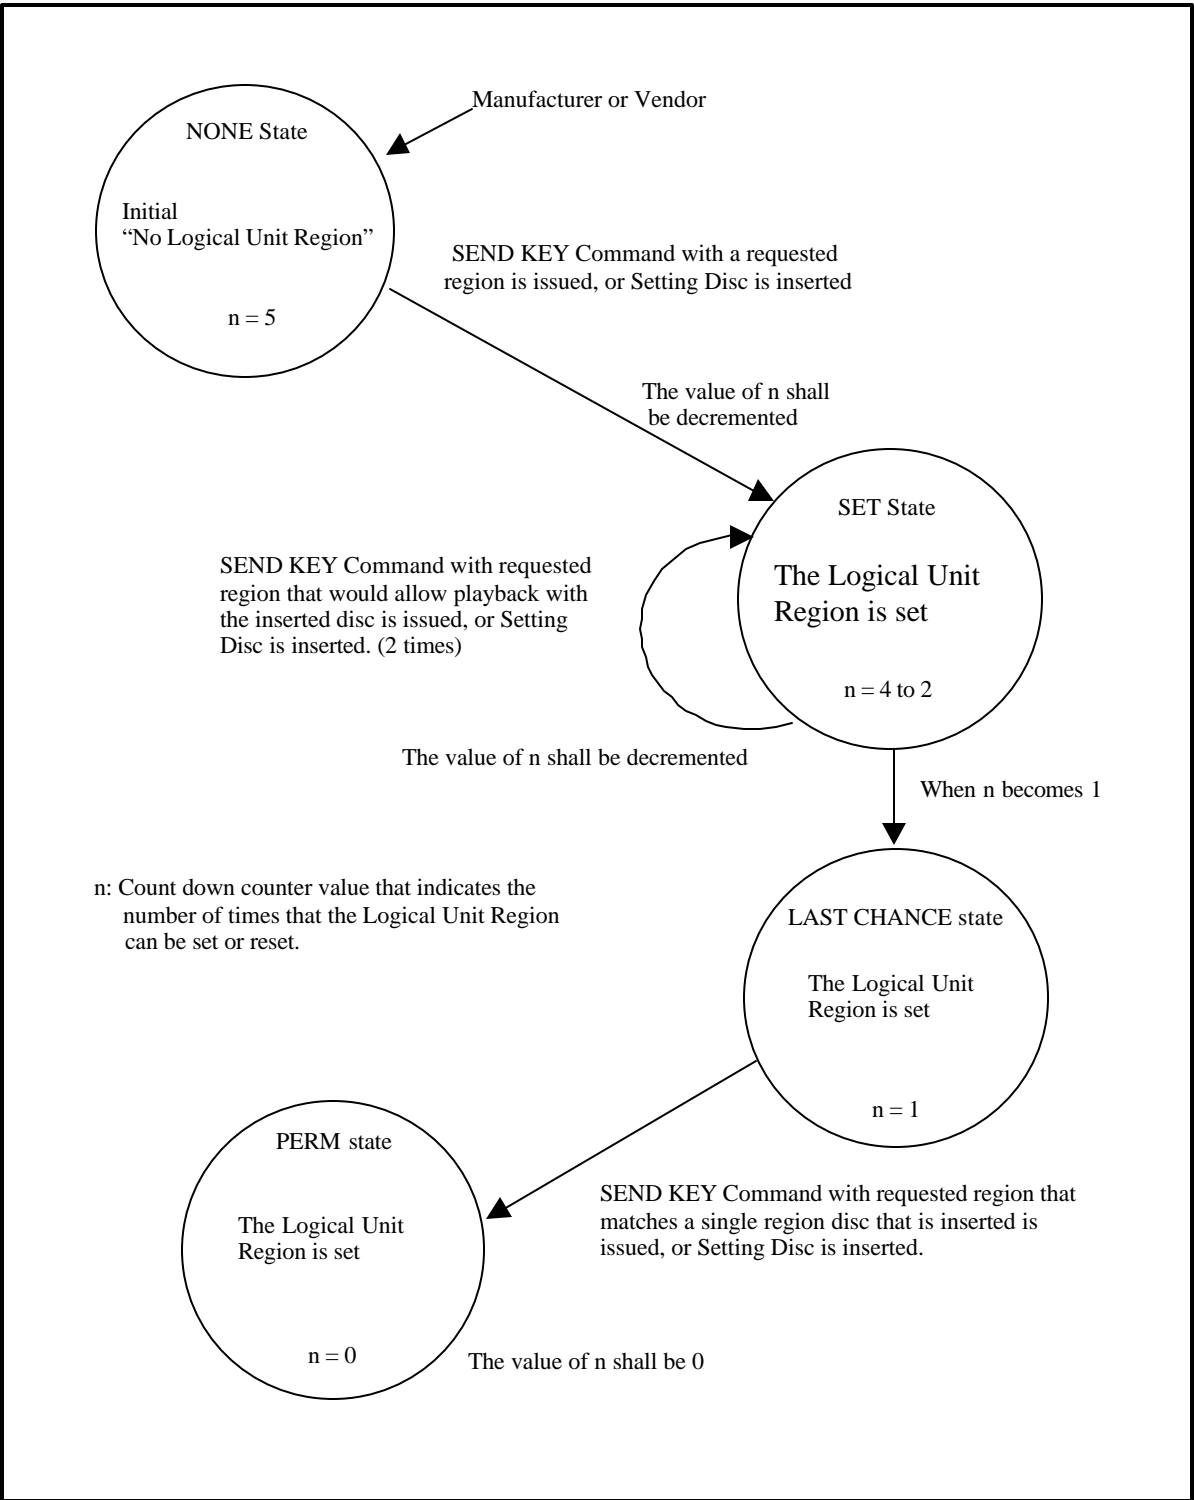 Manufacturer or Vendor
NONE State
Initial
“No Logical Unit Region”
n = 5
SEND KEY Command with a requested
region is issued, or Setting Disc is inserted
The value of n shall
be decremented
SET State
The Logical Unit
Region is set
n = 4 to 2
SEND KEY Command with requested
region that would allow playback with
the inserted disc is issued, or Setting
Disc is inserted. (2 times)
The value of n shall be decremented
When n becomes 1
n: Count down counter value that indicates the
number of times that the Logical Unit Region
can be set or reset.
LAST CHANCE state
The Logical Unit
Region is set
n = 1
PERM state
The Logical Unit
Region is set
n = 0
SEND KEY Command with requested region that
matches a single region disc that is inserted is
issued, or Setting Disc is inserted.
The value of n shall be 0